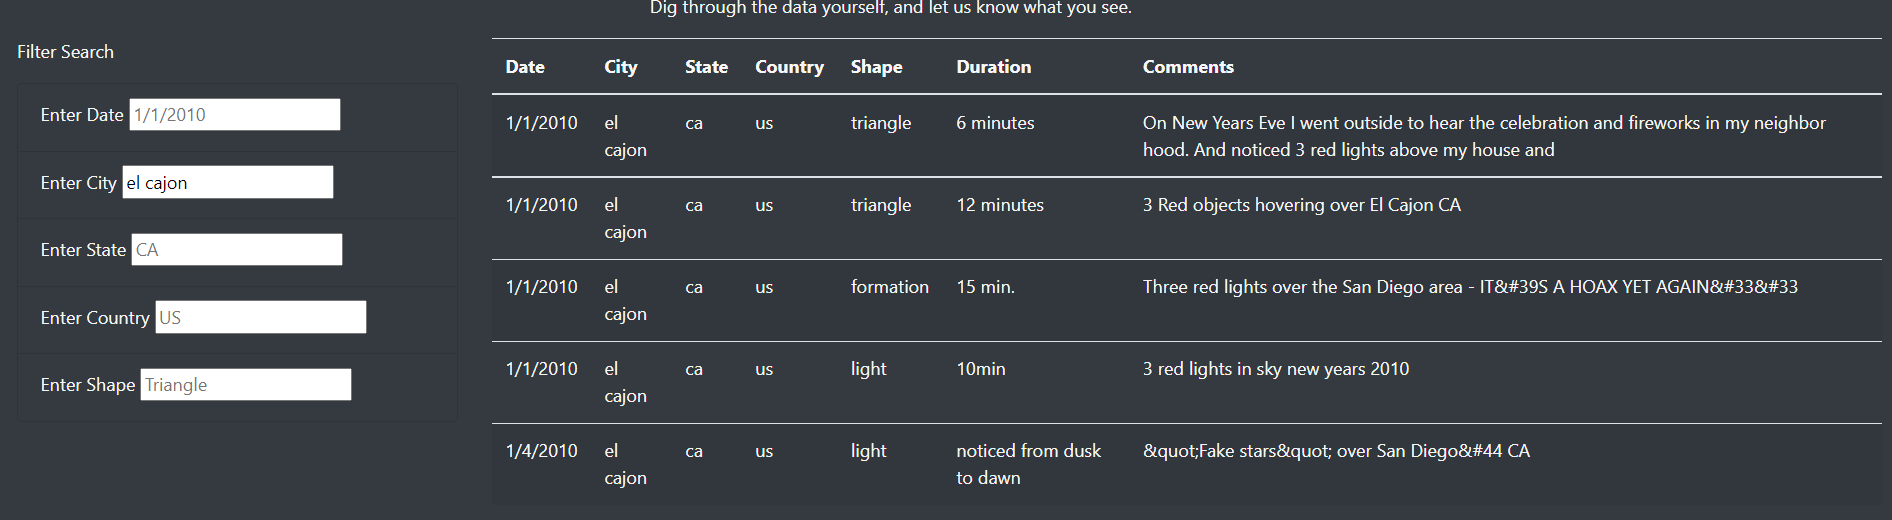 Dig through the data yourself, and let us know what you see.
Filter Search
Enter Date 1/1/2010
Enter City el cajon
Enter State CA
Enter Country US
Enter Shape Triangle
Date City State Country Shape Duration Comments
1/1/2010 el ca us triangle 6 minutes On New Years Eve I went outside to hear the celebration and fireworks in my neighbor
cajon hood. And noticed 3 red lights above my house and
1/1/2010 el ca us triangle 12 minutes 3 Red objects hovering over El Cajon CA
cajon
1/1/2010 el ca us formation 15 min. Three red lights over the San Diego area - IT&#39S A HOAX YET AGAIN&#33&#33
cajon
1/1/2010 el ca us light 10min 3 red lights in sky new years 2010
cajon
1/4/2010 el ca us light noticed from dusk &quot;Fake stars&quot; over San Diego&#44 CA
cajon to dawn